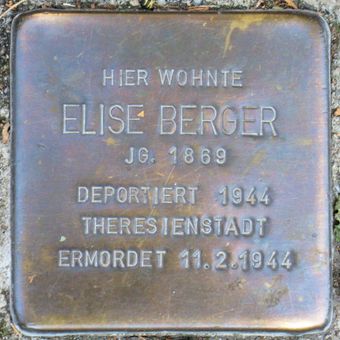 HIER WOHNTE
ELISE BERGER
JG. 1869
DEPORTIERT 1944
THERESIENSTADT
ERMORDET 11.2.1944